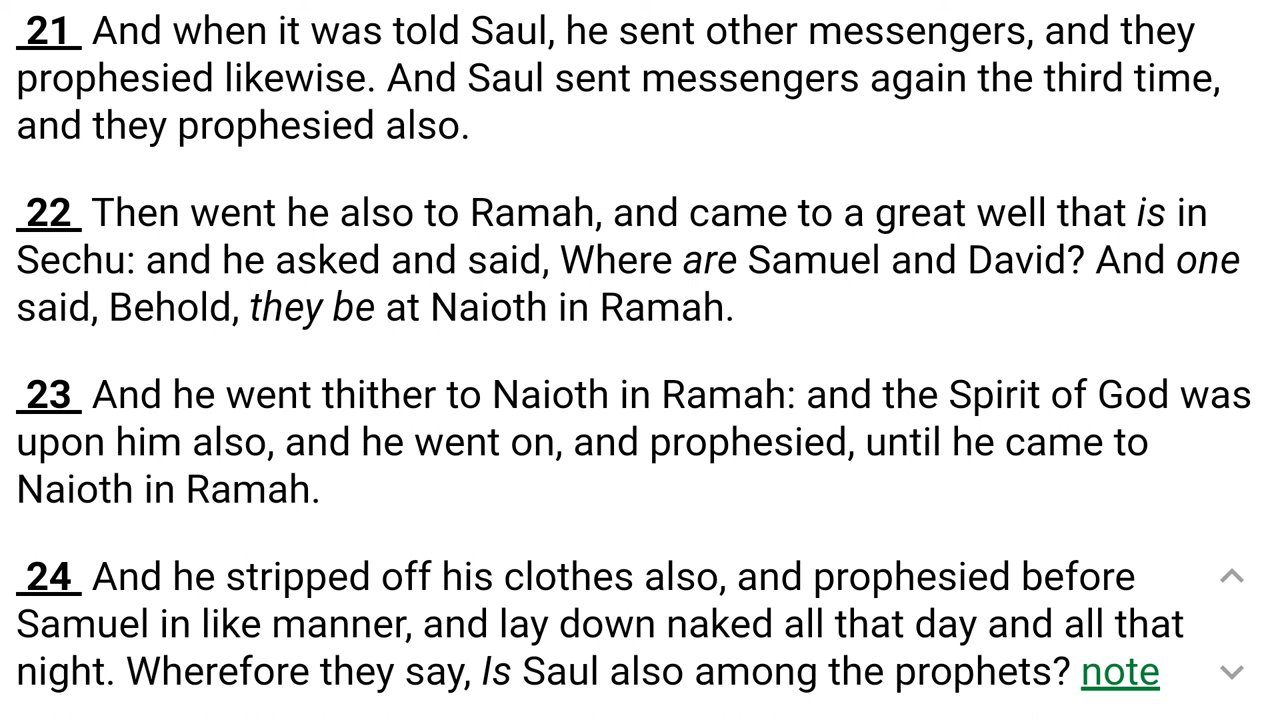 21 And when it was told Saul, he sent other messengers, and they
prophesied likewise. And Saul sent messengers again the third time,
and they prophesied also.
22 Then went he also to Ramah, and came to a great well that is in
Sechu: and he asked and said, Where are Samuel and David? And one
said, Behold, they be at Naioth in Ramah.
23 And he went thither to Naioth in Ramah: and the Spirit of God was
upon him also, and he went on, and prophesied, until he came to
Naioth in Ramah.
24 And he stripped off his clothes also, and prophesied before
Samuel in like manner, and lay down naked all that day and all that
night. Wherefore they say, Is Saul also among the prophets? note